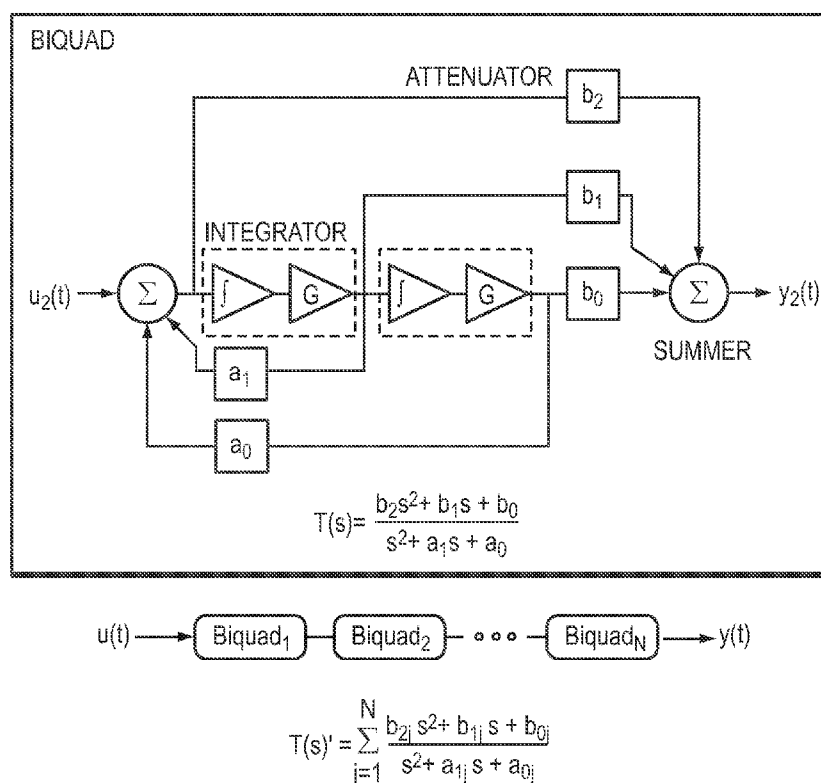 BIQUAD
ATTENUATOR
b₂
b₁
INTEGRATOR
u₂(t) Σ ∫ G ∫ G b₀ Σ y₂(t)
SUMMER
a₁
a₀
T(s)= b₂s²+ b₁s + b₀ / s²+ a₁s + a₀
u(t) Biquad₁ Biquad₂ ∘∘∘ Biquad_N y(t)
T(s)' = N Σ j=1 b₂ⱼ s²+ b₁ⱼ s + b₀ⱼ / s²+ a₁ⱼ s + a₀ⱼ